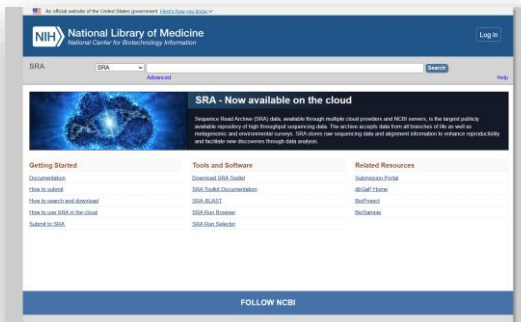 An official website of the United States government Here's how you know
NIH
National Library of Medicine
National Center for Biotechnology Information
Log in
SRA
SRA
Search
Advanced
Help
SRA - Now available on the cloud
Sequence Read Archive (SRA) data, available through multiple cloud providers and NCBI servers, is the largest publicly
available repository of high throughput sequencing data. The archive accepts data from all branches of life as well as
metagenomic and environmental surveys. SRA stores raw sequencing data and alignment information to enhance reproducibility
and facilitate new discoveries through data analysis.
Getting Started
Documentation
How to submit
How to search and download
How to use SRA in the cloud
Submit to SRA
Tools and Software
Download SRA Toolkit
SRA Toolkit Documentation
SRA-BLAST
SRA Run Browser
SRA Run Selector
Related Resources
Submission Portal
dbGaP Home
BioProject
BioSample
FOLLOW NCBI